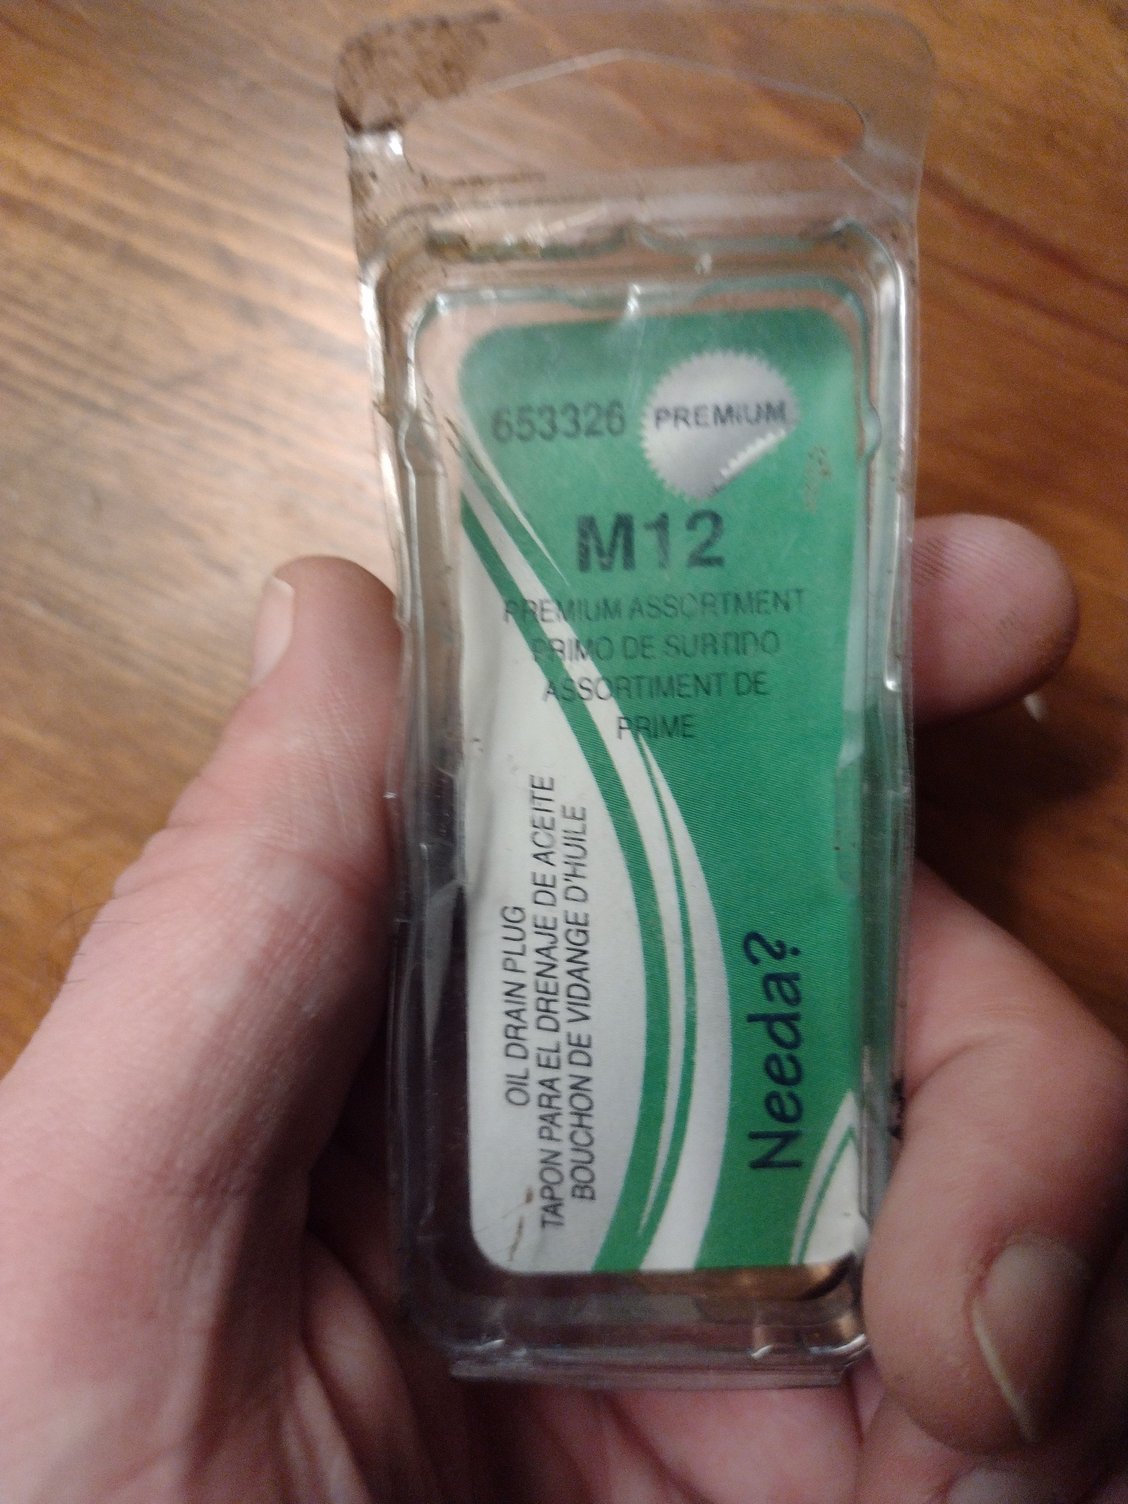 653326
PREMIUM
M12
PREMIUM ASSORTMENT
PRIMO DE SURTIDO
ASSORTIMENT DE
PRIME
OIL DRAIN PLUG
TAPON PARA EL DRENAJE DE ACEITE
BOUCHON DE VIDANGE D'HUILE
Needa?